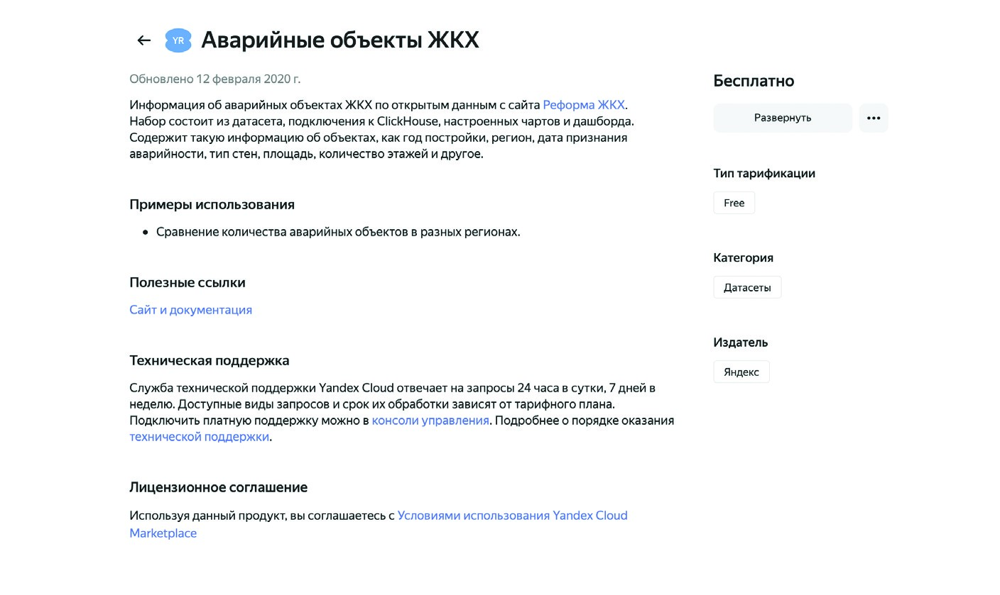 YR
Аварийные объекты ЖКХ
Обновлено 12 февраля 2020 г.
Информация об аварийных объектах ЖКХ по открытым данным с сайта Реформа ЖКХ.
Набор состоит из датасета, подключения к ClickHouse, настроенных чартов и дашборда.
Содержит такую информацию об объектах, как год постройки, регион, дата признания
аварийности, тип стен, площадь, количество этажей и другое.
Примеры использования
• Сравнение количества аварийных объектов в разных регионах.
Полезные ссылки
Сайт и документация
Техническая поддержка
Служба технической поддержки Yandex Cloud отвечает на запросы 24 часа в сутки, 7 дней в
неделю. Доступные виды запросов и срок их обработки зависят от тарифного плана.
Подключить платную поддержку можно в консоли управления. Подробнее о порядке оказания
технической поддержки.
Лицензионное соглашение
Используя данный продукт, вы соглашаетесь с Условиями использования Yandex Cloud
Marketplace
Бесплатно
Развернуть
Тип тарификации
Free
Категория
Датасеты
Издатель
Яндекс